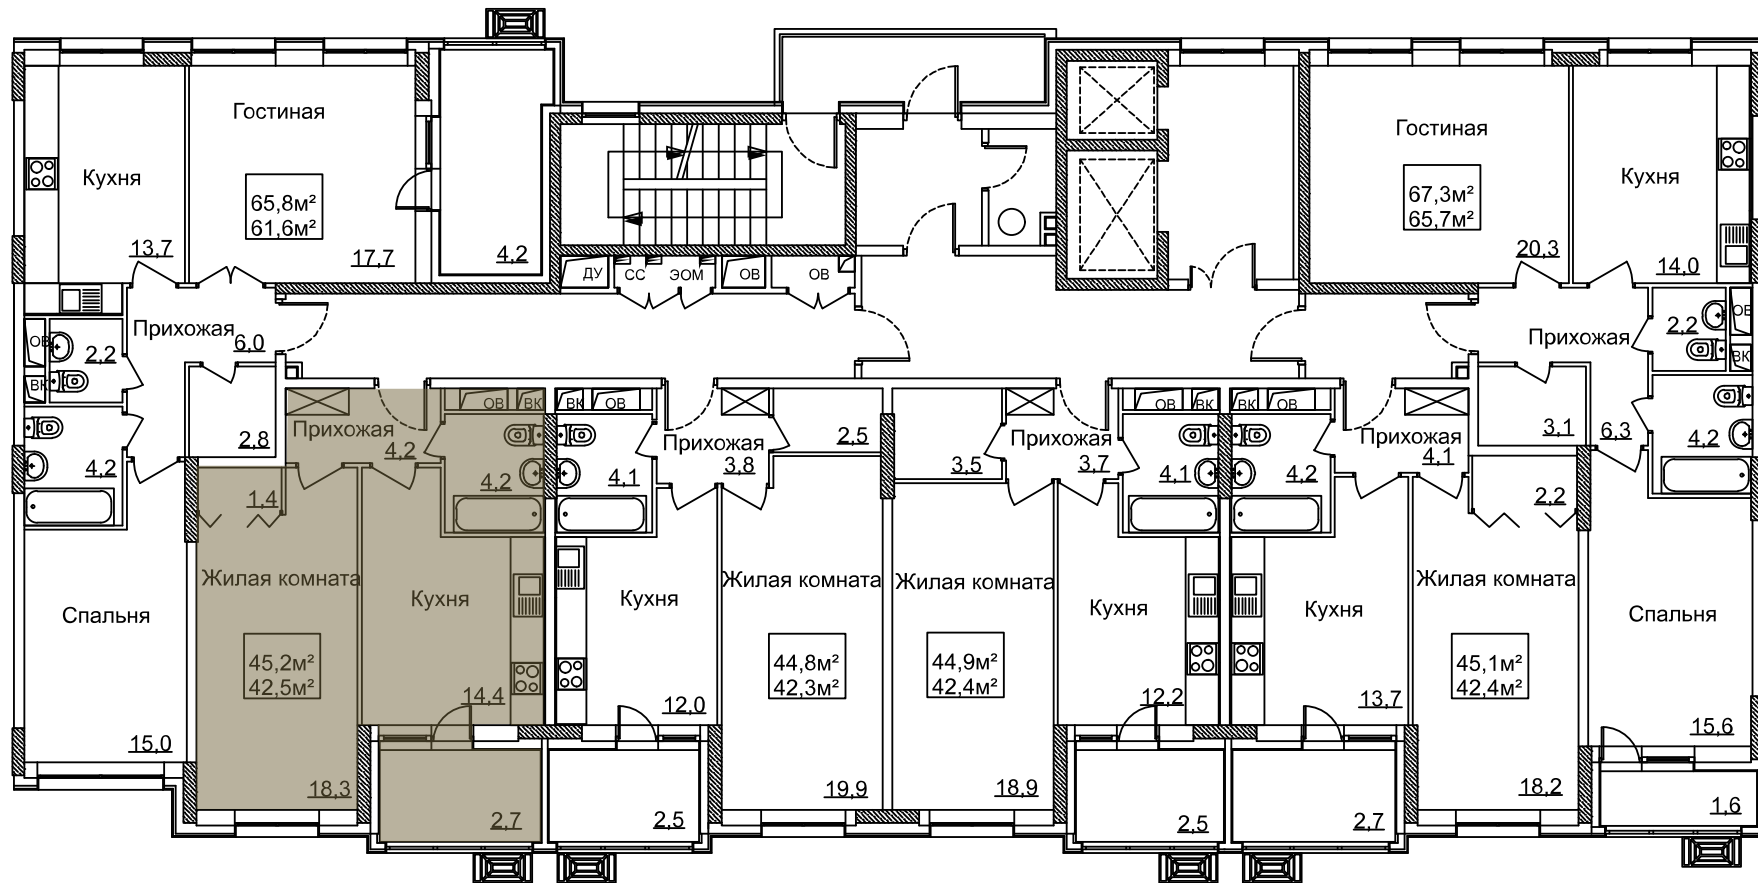 Гостиная
Кухня
65,8м²
61,6м²
13,7
17,7
4,2
ДУ
СС
ЭОМ
ОВ
ОВ
Гостиная
Кухня
67,3м²
65,7м²
20,3
14,0
Прихожая
6,0
ОВ
2,2
ВК
2,8
4,2
Спальня
15,0
Прихожая
4,2
ОВ
ВК
4,2
1,4
Жилая комната
Кухня
45,2м²
42,5м²
14,4
18,3
2,7
ВК
ОВ
Прихожая
3,8
2,5
4,1
Кухня
Жилая комната
44,8м²
42,3м²
12,0
19,9
2,5
3,5
Прихожая
3,7
ОВ
ВК
4,1
Жилая комната
Кухня
44,9м²
42,4м²
12,2
18,9
2,5
ВК
ОВ
Прихожая
4,1
4,2
2,2
Кухня
Жилая комната
45,1м²
42,4м²
13,7
18,2
2,7
Прихожая
2,2
ОВ
ВК
3,1
6,3
4,2
Спальня
15,6
1,6